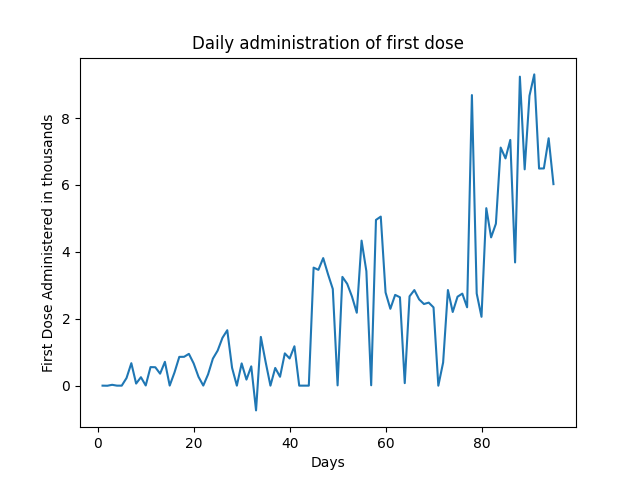 Daily administration of first dose
First Dose Administered in thousands
8
6
4
2
0
0 20 40 60 80
Days